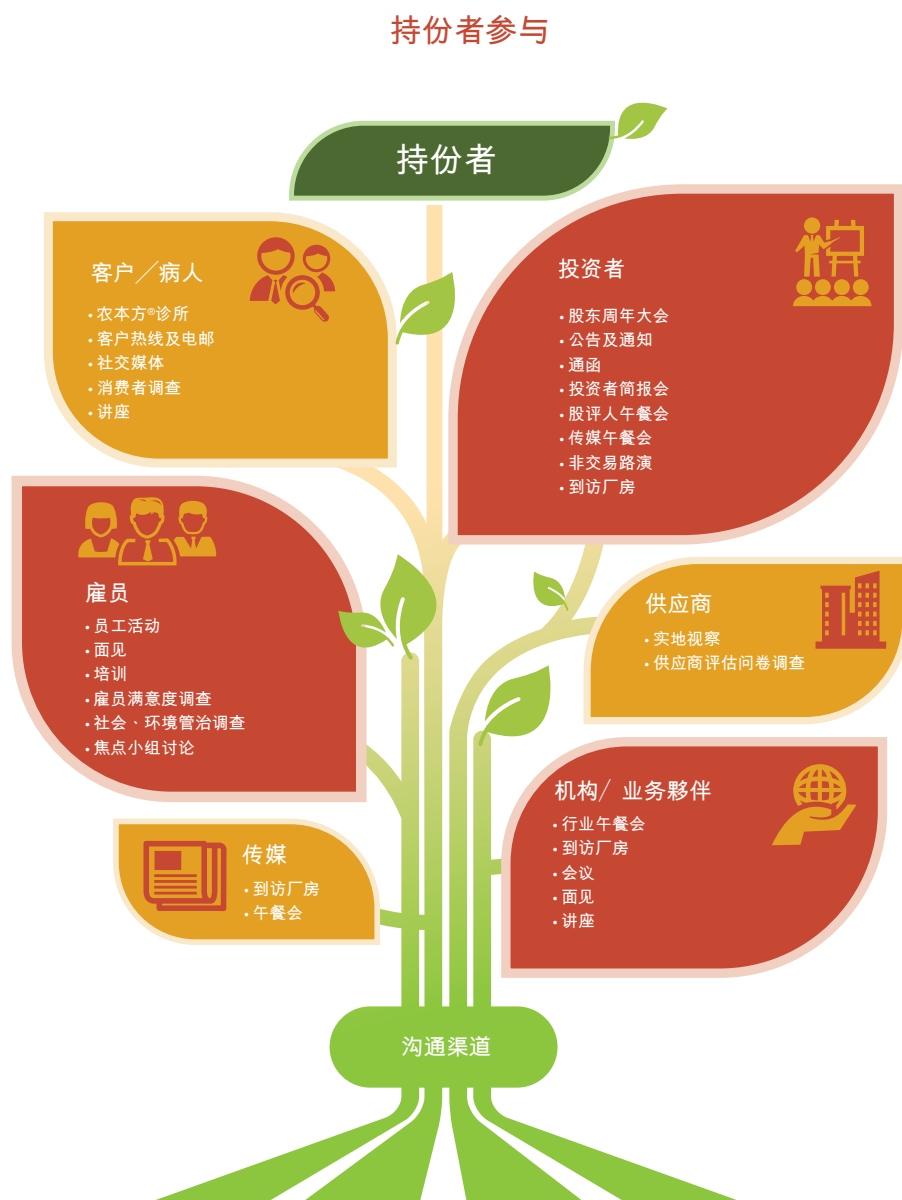 持份者参与
持份者
客户／病人
• 农本方®诊所
• 客户热线及电邮
• 社交媒体
• 消费者调查
• 讲座
投资者
• 股东周年大会
• 公告及通知
• 通函
• 投资者简报会
• 股评人午餐会
• 传媒午餐会
• 非交易路演
• 到访厂房
雇员
• 员工活动
• 面见
• 培训
• 雇员满意度调查
• 社会、环境管治调查
• 焦点小组讨论
供应商
• 实地视察
• 供应商评估问卷调查
机构/ 业务夥伴
• 行业午餐会
• 到访厂房
• 会议
• 面见
• 讲座
传媒
• 到访厂房
• 午餐会
沟通渠道